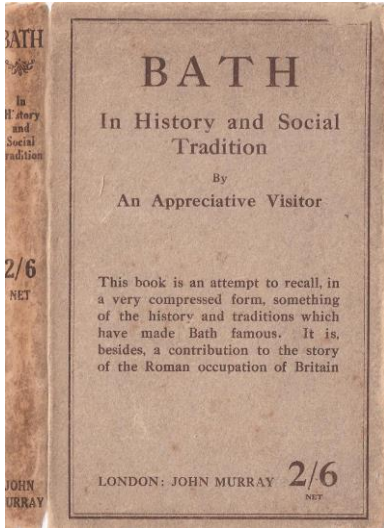 BATH
In
History
and
Social
Tradition
2/6
NET
JOHN
MURRAY
BATH
In History and Social
Tradition
By
An Appreciative Visitor
This book is an attempt to recall, in
a very compressed form, something
of the history and traditions which
have made Bath famous. It is,
besides, a contribution to the story
of the Roman occupation of Britain
LONDON: JOHN MURRAY 2/6
NET